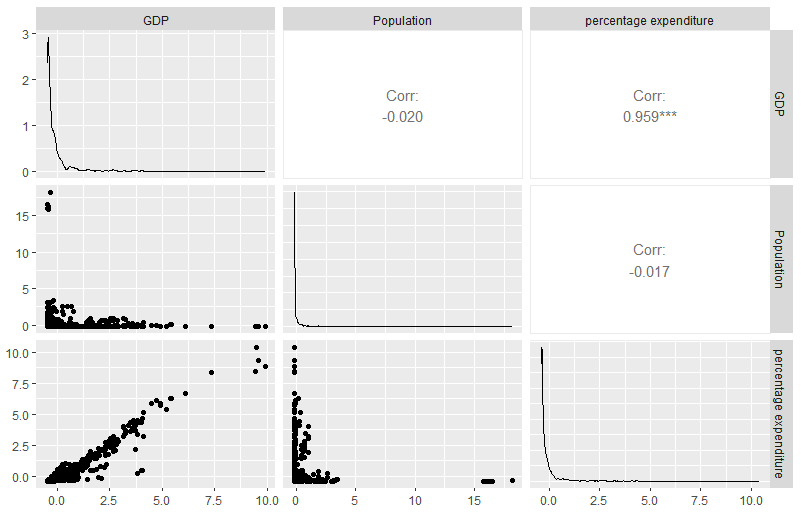 GDP Population percentage expenditure
3
2
1
0
Corr:
-0.020
Corr:
0.959***
GDP
15
10
5
0
Corr:
-0.017
Population
10.0
7.5
5.0
2.5
0.0
percentage expenditure
0.0 2.5 5.0 7.5 10.0 0 5 10 15 0.0 2.5 5.0 7.5 10.0